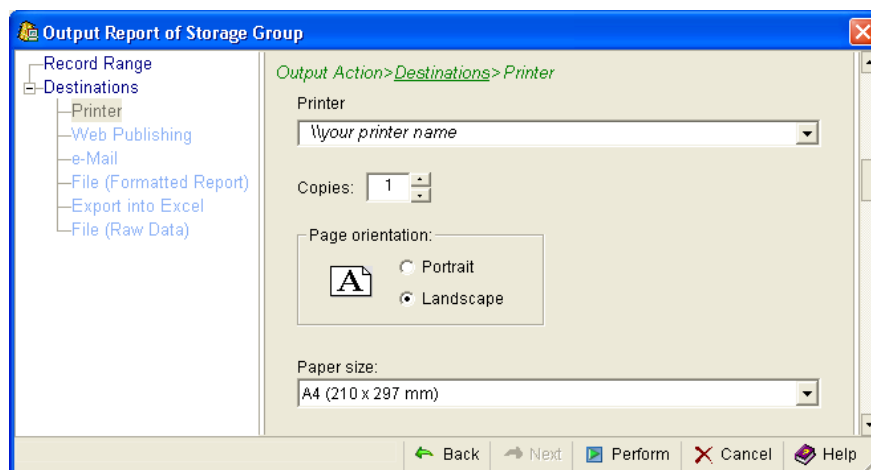 Output Report of Storage Group
Record Range
Destinations
Printer
Web Publishing
e-Mail
File (Formatted Report)
Export into Excel
File (Raw Data)
Output Action>Destinations>Printer
Printer
\\your printer name
Copies: 1
Page orientation:
A
Portrait
Landscape
Paper size:
A4 (210 x 297 mm)
Back Next Perform Cancel Help